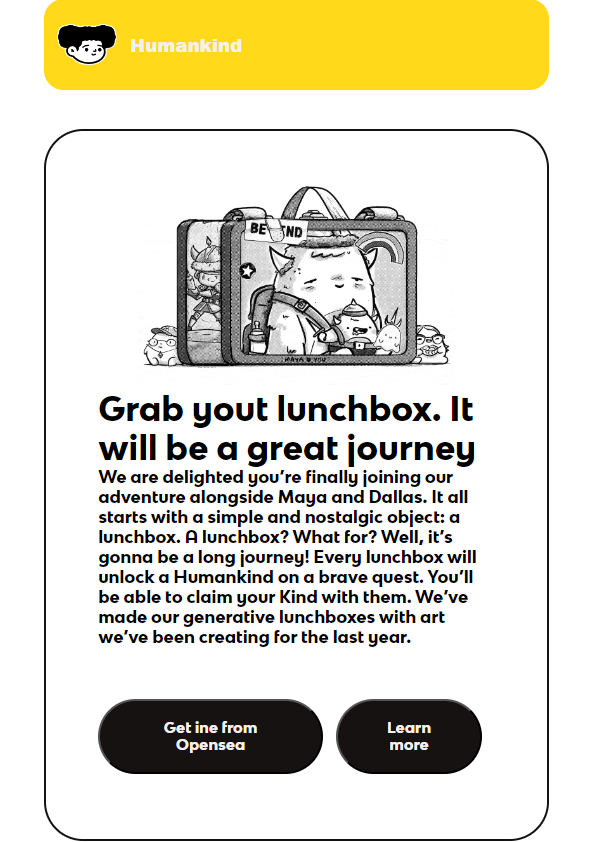 Humankind
BE KIND
MAYA & YOU
Grab yout lunchbox. It
will be a great journey
We are delighted you’re finally joining our
adventure alongside Maya and Dallas. It all
starts with a simple and nostalgic object: a
lunchbox. A lunchbox? What for? Well, it’s
gonna be a long journey! Every lunchbox will
unlock a Humankind on a brave quest. You’ll
be able to claim your Kind with them. We’ve
made our generative lunchboxes with art
we’ve been creating for the last year.
Get ine from
Opensea
Learn
more